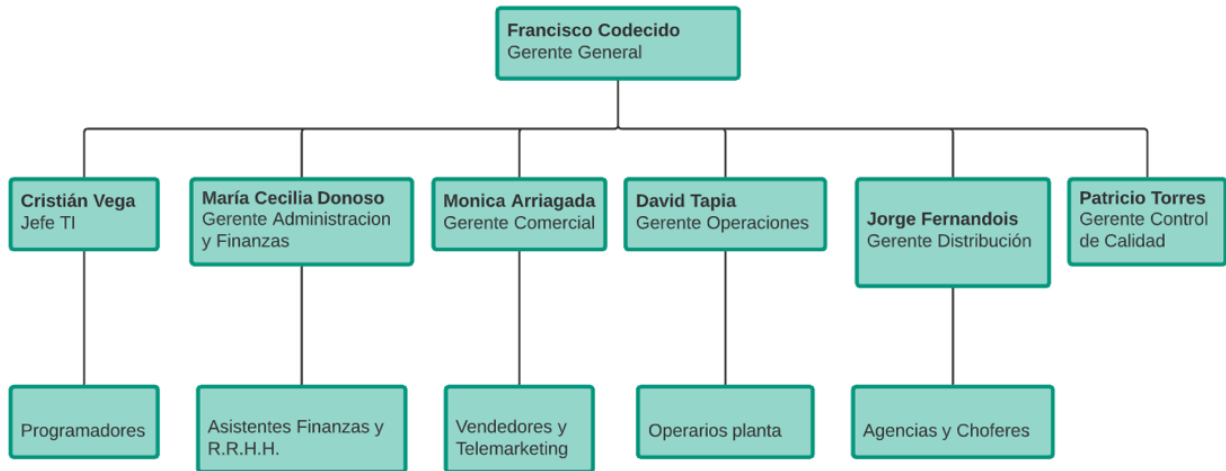 Francisco Codecido
Gerente General
Cristián Vega
Jefe TI
María Cecilia Donoso
Gerente Administracion
y Finanzas
Monica Arriagada
Gerente Comercial
David Tapia
Gerente Operaciones
Jorge Fernandois
Gerente Distribución
Patricio Torres
Gerente Control
de Calidad
Programadores
Asistentes Finanzas y
R.R.H.H.
Vendedores y
Telemarketing
Operarios planta
Agencias y Choferes